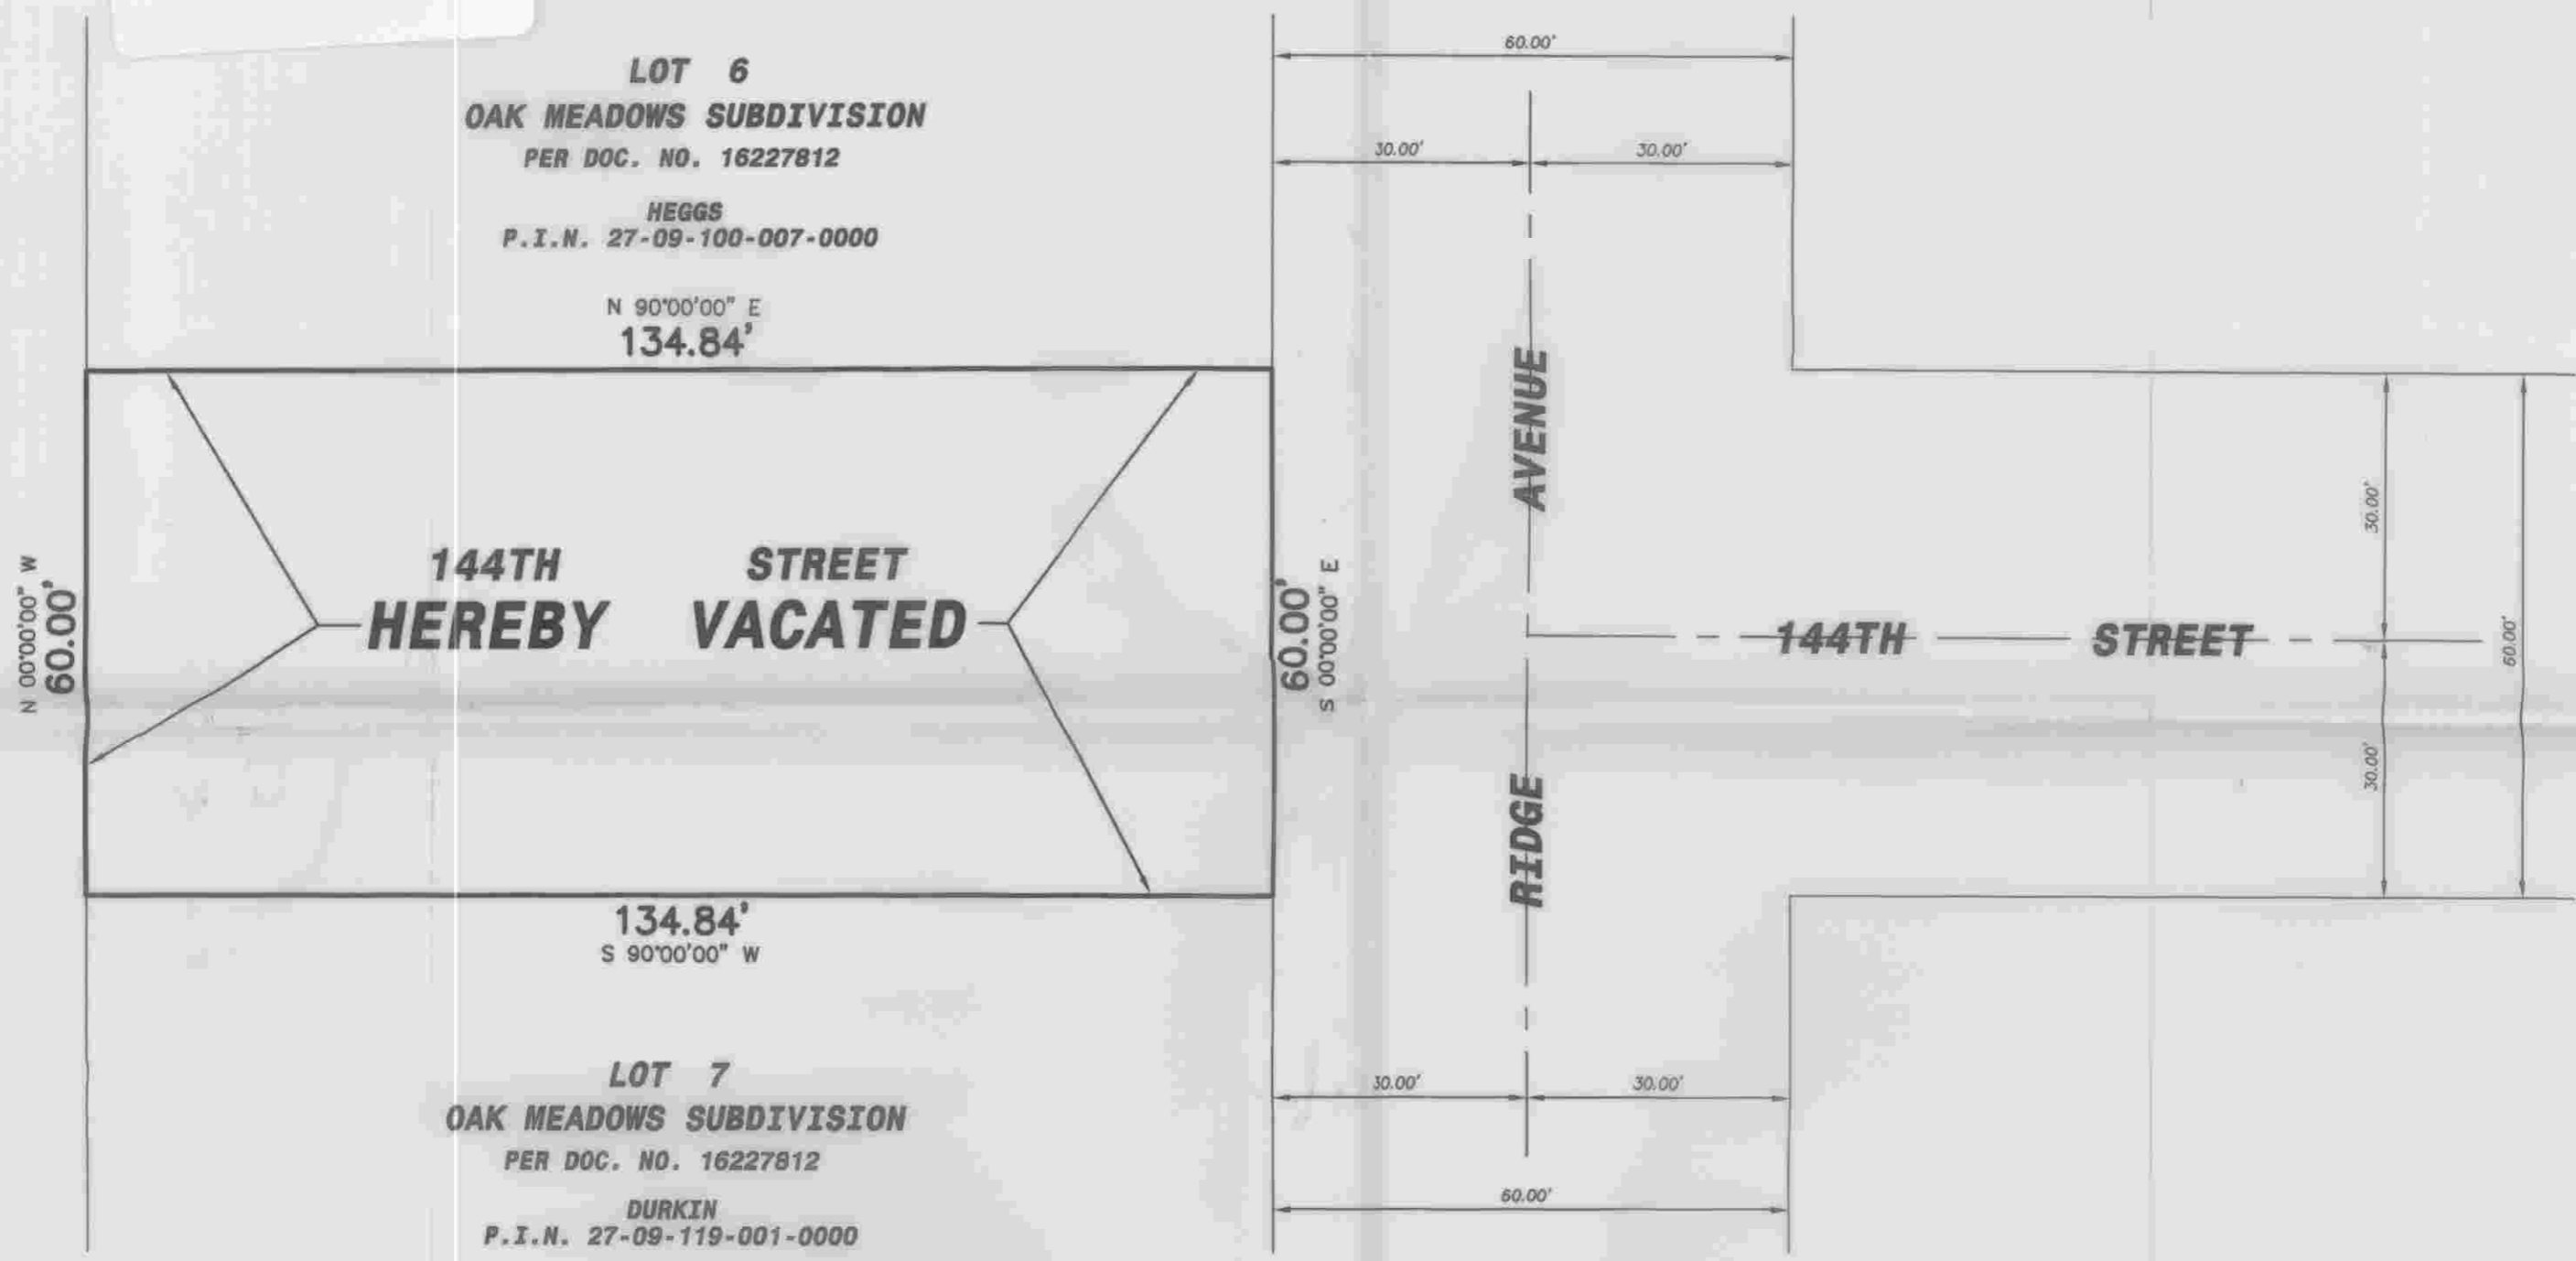 60.00'
LOT 6
OAK MEADOWS SUBDIVISION
PER DOC. NO. 16227812
30.00' 30.00'
HEGGS
P.I.N. 27-09-100-007-0000
N 90°00'00" E
134.84'
AVENUE
30.00'
144TH STREET
HEREBY VACATED
N 00°00'00" W
60.00'
60.00'
S 00°00'00" E
144TH STREET
60.00'
30.00'
RIDGE
134.84'
S 90°00'00" W
LOT 7
OAK MEADOWS SUBDIVISION
PER DOC. NO. 16227812
30.00' 30.00'
DURKIN
P.I.N. 27-09-119-001-0000
60.00'